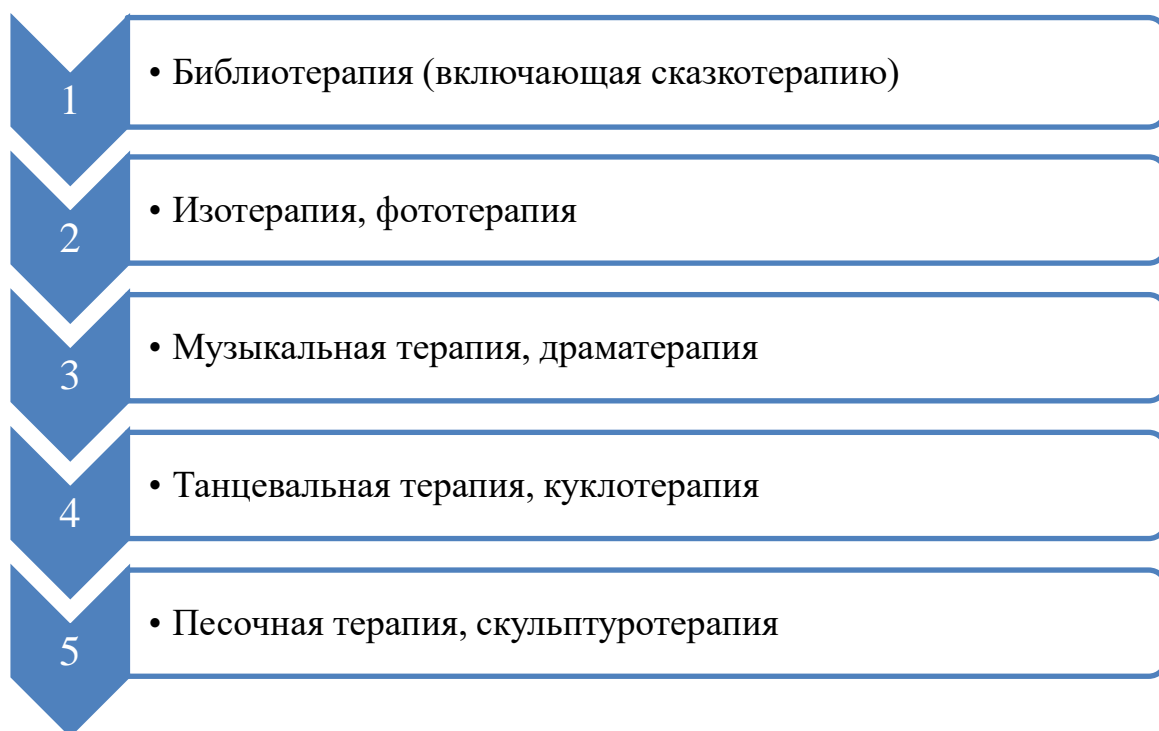 1
• Библиотерапия (включающая сказкотерапию)
2
• Изотерапия, фототерапия
3
• Музыкальная терапия, драматерапия
4
• Танцевальная терапия, куклотерапия
5
• Песочная терапия, скульптуротерапия